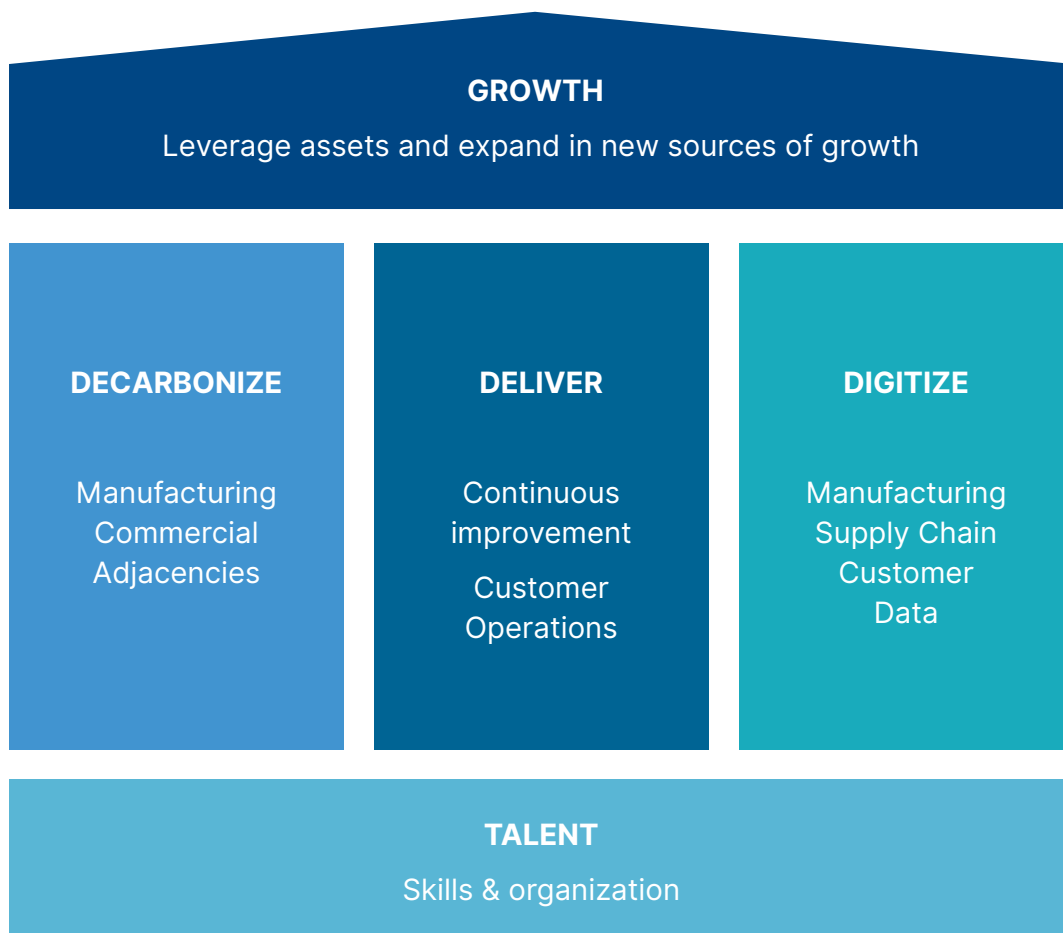 GROWTH
Leverage assets and expand in new sources of growth
DECARBONIZE
Manufacturing
Commercial
Adjacencies
DELIVER
Continuous
improvement
Customer
Operations
DIGITIZE
Manufacturing
Supply Chain
Customer
Data
TALENT
Skills & organization